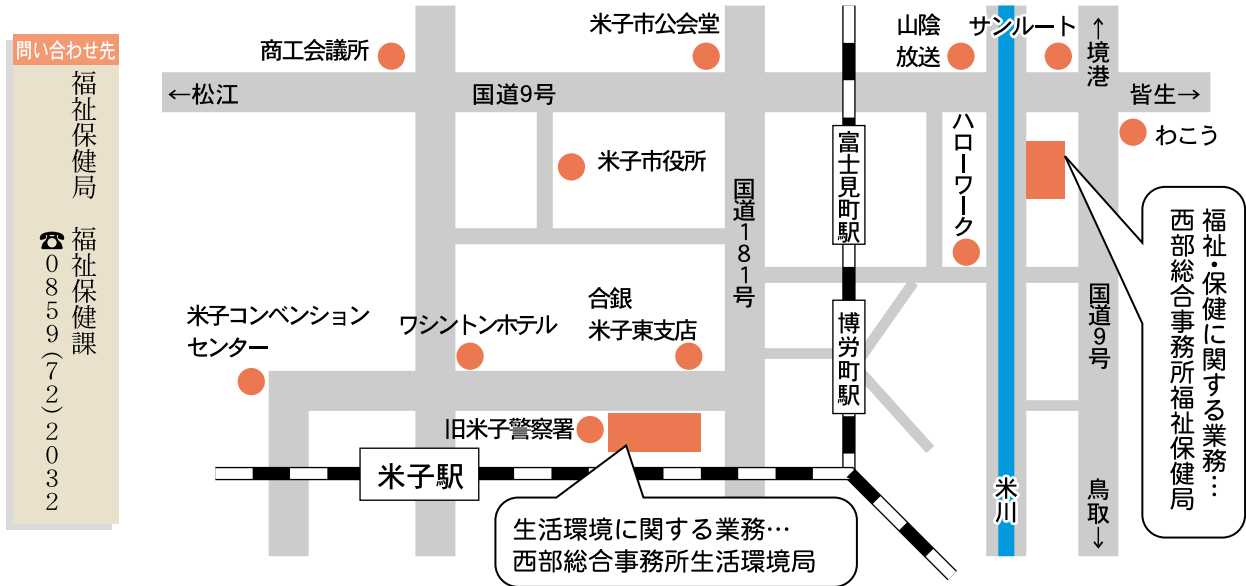 問い合わせ先
福祉保健局 福祉保健課
☎0859(72)2032
商工会議所
米子市公会堂
山陰
放送
サンルート
↑境港
←松江
国道9号
皆生→
わこう
米子市役所
国道181号
富士見町駅
ハローワーク
福祉・保健に関する業務…
西部総合事務所福祉保健局
米子コンベンション
センター
ワシントンホテル
合銀
米子東支店
博労町駅
国道9号
旧米子警察署
米子駅
米川
鳥取↓
生活環境に関する業務…
西部総合事務所生活環境局